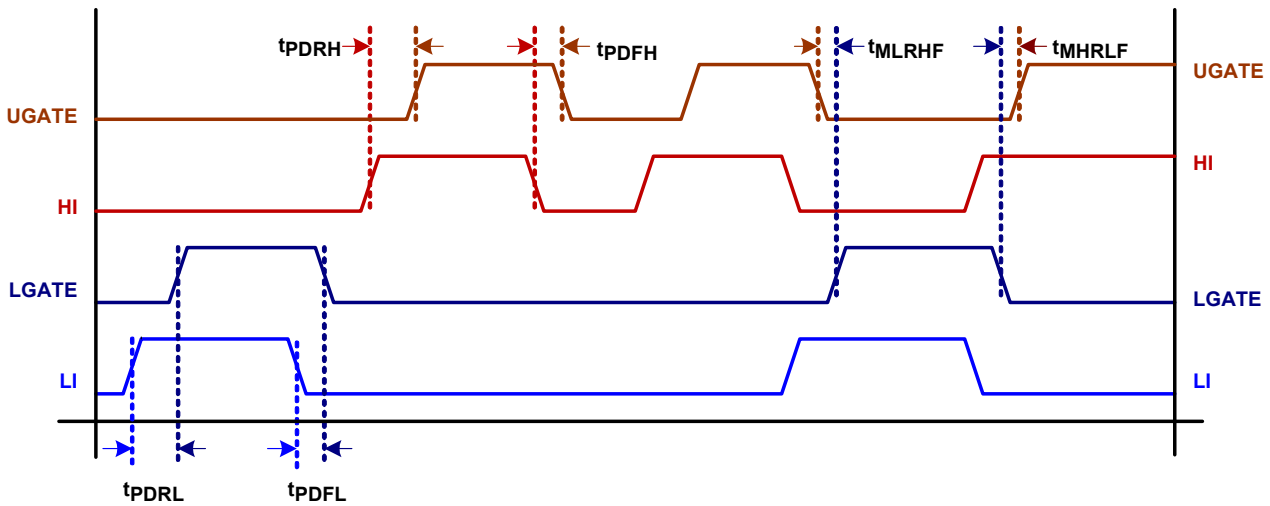 tPDRH
tPDFH
tMLRHF
tMHRLF
UGATE
UGATE
HI
HI
LGATE
LGATE
LI
LI
tPDRL
tPDFL